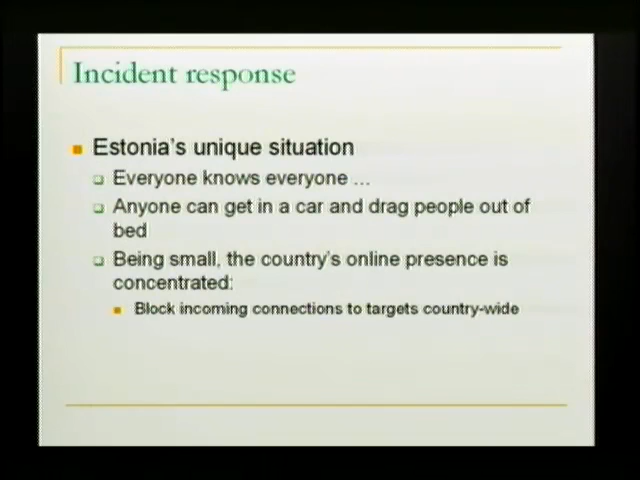 Incident response
Estonia's unique situation
Everyone knows everyone ...
Anyone can get in a car and drag people out of
bed
Being small, the country's online presence is
concentrated:
Block incoming connections to targets country-wide